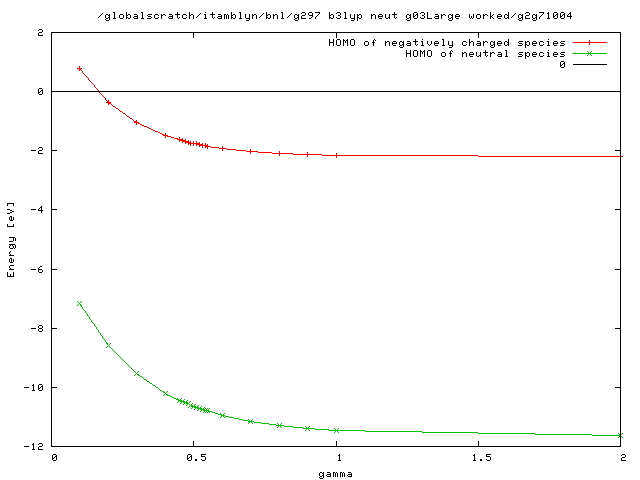 /globalscratch/itamblyn/bnl/g297 b3lyp neut g03Large worked/g2g71004
HOMO of negatively charged species
HOMO of neutral species
0
2
0
-2
-4
-6
-8
-10
-12
Energy [eV]
0 0.5 1 1.5 2
gamma